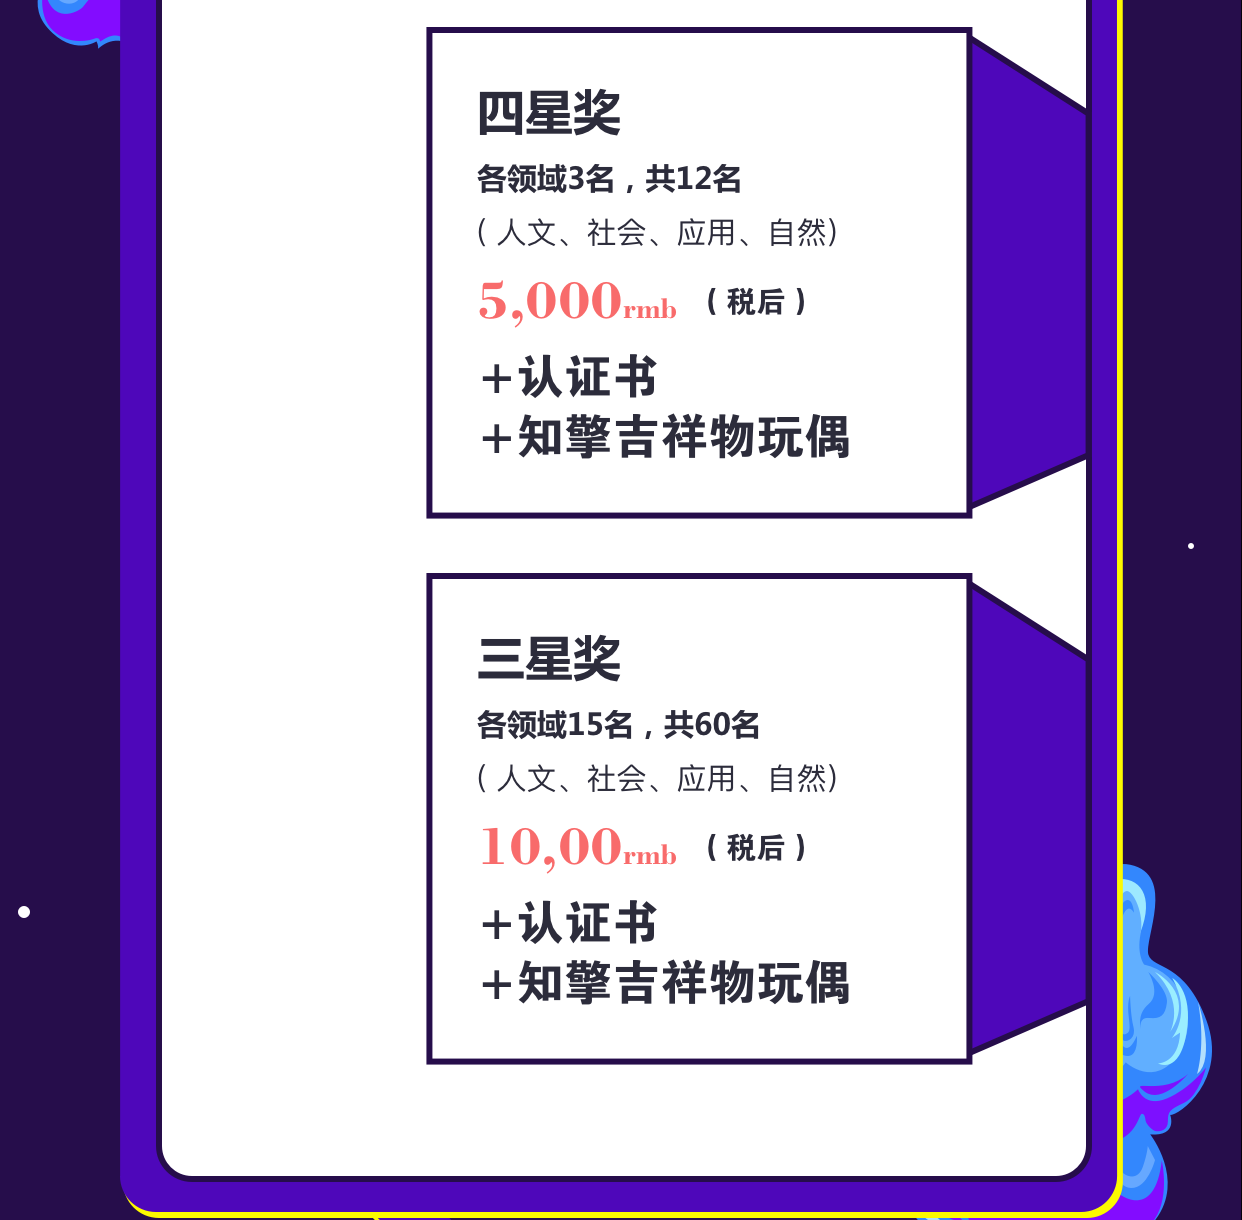 四星奖
各领域3名，共12名
( 人文、社会、应用、自然)
5,000rmb （税后）
+认证书
+知擎吉祥物玩偶
三星奖
各领域15名，共60名
( 人文、社会、应用、自然)
10,00rmb （税后）
+认证书
+知擎吉祥物玩偶